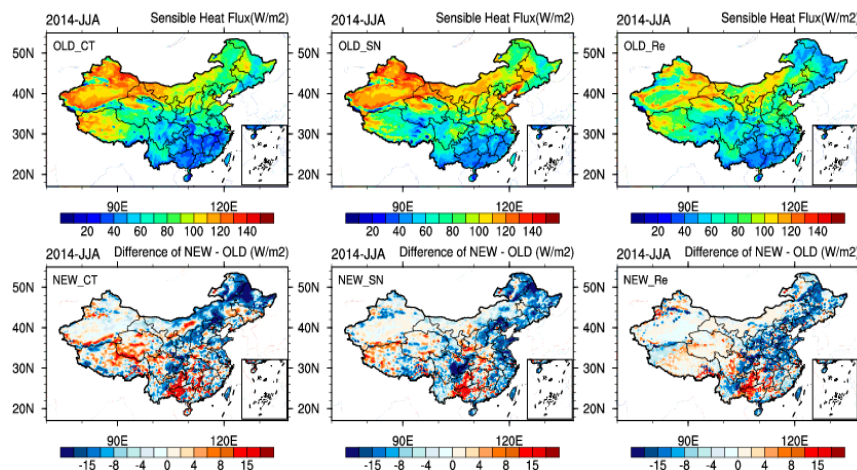 2014-JJA Sensible Heat Flux(W/m2) 2014-JJA Sensible Heat Flux(W/m2) 2014-JJA Sensible Heat Flux(W/m2)
50N OLD_CT 50N OLD_SN 50N OLD_Re
40N 40N 40N
30N 30N 30N
20N 20N 20N
90E 120E 90E 120E 90E 120E
20 40 60 80 100 120 140 20 40 60 80 100 120 140 20 40 60 80 100 120 140
2014-JJA Difference of NEW - OLD (W/m2) 2014-JJA Difference of NEW - OLD (W/m2) 2014-JJA Difference of NEW - OLD (W/m2)
50N NEW_CT 50N NEW_SN 50N NEW_Re
40N 40N 40N
30N 30N 30N
20N 20N 20N
90E 120E 90E 120E 90E 120E
-15 -8 -4 0 4 8 15 -15 -8 -4 0 4 8 15 -15 -8 -4 0 4 8 15